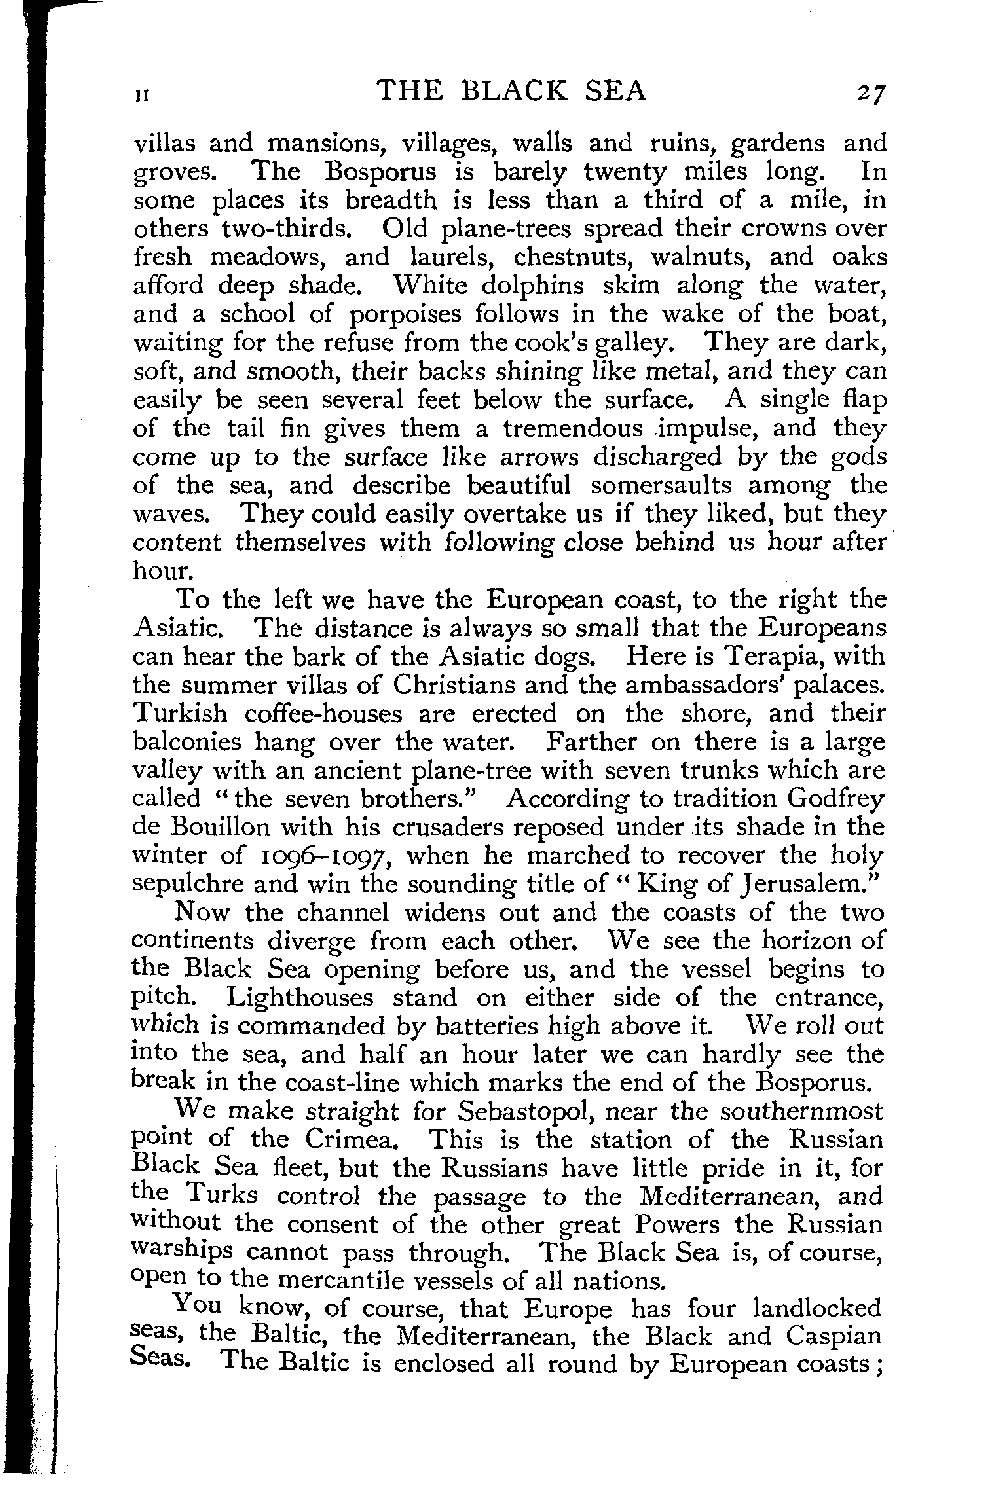 II THE BLACK SEA 27
villas and mansions, villages, walls and ruins, gardens and
groves. The Bosporus is barely twenty miles long. In
some places its breadth is less than a third of a mile, in
others two-thirds. Old plane-trees spread their crowns over
fresh meadows, and laurels, chestnuts, walnuts, and oaks
afford deep shade. White dolphins skim along the water,
and a school of porpoises follows in the wake of the boat,
waiting for the refuse from the cook's galley. They are dark,
soft, and smooth, their backs shining like metal, and they can
easily be seen several feet below the surface. A single flap
of the tail fin gives them a tremendous impulse, and they
come up to the surface like arrows discharged by the gods
of the sea, and describe beautiful somersaults among the
waves. They could easily overtake us if they liked, but they
content themselves with following close behind us hour after
hour.
To the left we have the European coast, to the right the
Asiatic. The distance is always so small that the Europeans
can hear the bark of the Asiatic dogs. Here is Terapia, with
the summer villas of Christians and the ambassadors' palaces.
Turkish coffee-houses are erected on the shore, and their
balconies hang over the water. Farther on there is a large
valley with an ancient plane-tree with seven trunks which are
called "the seven brothers." According to tradition Godfrey
de Bouillon with his crusaders reposed under its shade in the
winter of 1096–1097, when he marched to recover the holy
sepulchre and win the sounding title of "King of Jerusalem."
Now the channel widens out and the coasts of the two
continents diverge from each other. We see the horizon of
the Black Sea opening before us, and the vessel begins to
pitch. Lighthouses stand on either side of the entrance,
which is commanded by batteries high above it. We roll out
into the sea, and half an hour later we can hardly see the
break in the coast-line which marks the end of the Bosporus.
We make straight for Sebastopol, near the southernmost
point of the Crimea. This is the station of the Russian
Black Sea fleet, but the Russians have little pride in it, for
the Turks control the passage to the Mediterranean, and
without the consent of the other great Powers the Russian
warships cannot pass through. The Black Sea is, of course,
open to the mercantile vessels of all nations.
You know, of course, that Europe has four landlocked
seas, the Baltic, the Mediterranean, the Black and Caspian
Seas. The Baltic is enclosed all round by European coasts;